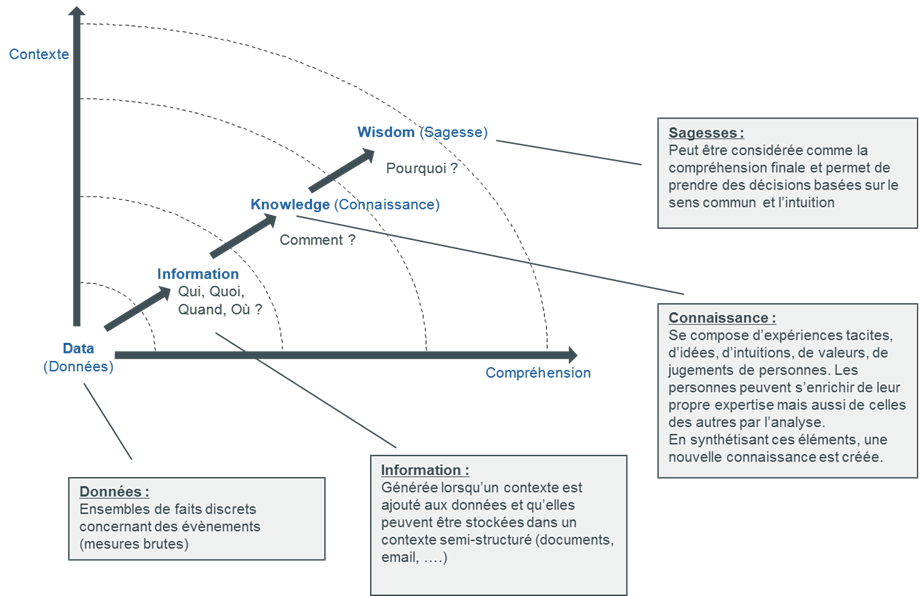 Contexte
Wisdom (Sagesse)
Pourquoi ?
Knowledge (Connaissance)
Comment ?
Information
Qui, Quoi,
Quand, Où ?
Data
(Données)
Compréhension
Sagesses :
Peut être considérée comme la
compréhension finale et permet de
prendre des décisions basées sur le
sens commun et l'intuition
Connaissance :
Se compose d'expériences tacites,
d'idées, d'intuitions, de valeurs, de
jugements de personnes. Les
personnes peuvent s'enrichir de leur
propre expertise mais aussi de celles
des autres par l'analyse.
En synthétisant ces éléments, une
nouvelle connaissance est créée.
Données :
Ensembles de faits discrets
concernant des évènements
(mesures brutes)
Information :
Générée lorsqu'un contexte est
ajouté aux données et qu'elles
peuvent être stockées dans un
contexte semi-structuré (documents,
email, ....)